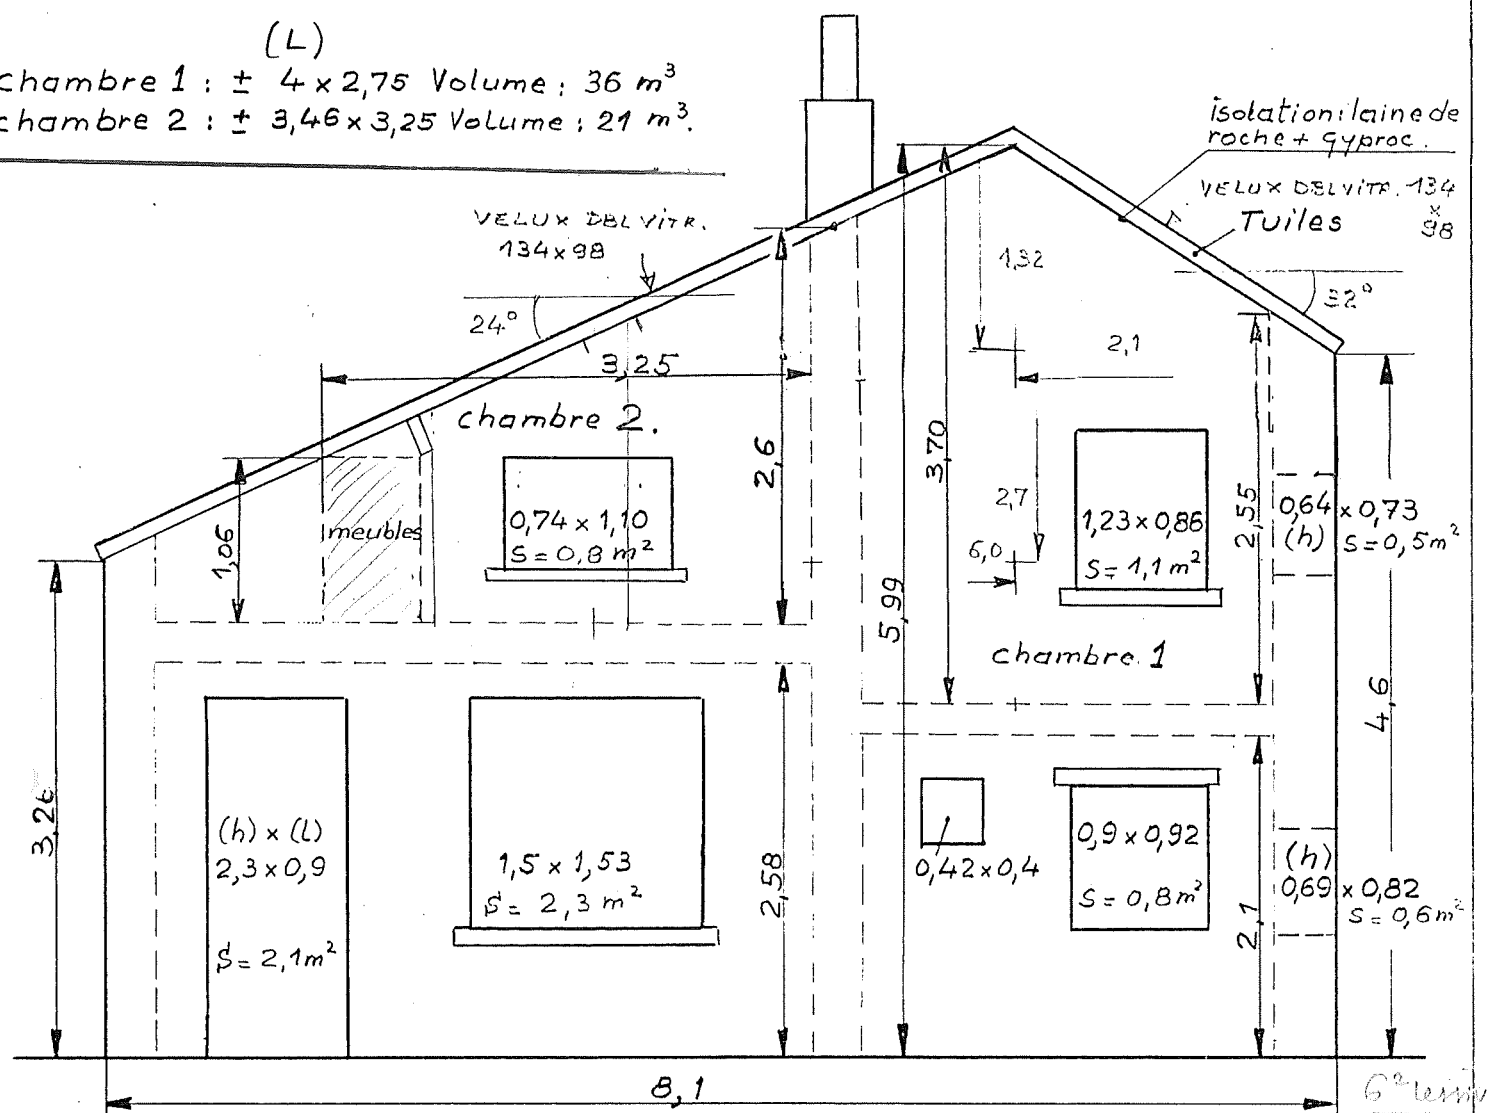 (L)
chambre 1 : ± 4 x 2,75 Volume : 36 m³
chambre 2 : ± 3,46 x 3,25 Volume : 21 m³.
isolation : laine de
roche + gyproc.
VELUX DBL VITR. 134
x
98
Tuiles
VELUX DBL VITR.
134 x 98
24°
32°
1,32
2,1
3,25
chambre 2.
2,6
3,70
5,99
2,7
6,0
1,06
meubles
0,74 x 1,10
S = 0,8 m²
1,23 x 0,86
S = 1,1 m²
2,55
0,64 x 0,73
(h) S = 0,5 m²
chambre 1
4,6
3,26
(h) x (l)
2,3 x 0,9
S = 2,1 m²
1,5 x 1,53
S = 2,3 m²
2,58
0,42 x 0,4
0,9 x 0,92
S = 0,8 m²
2,1
(h)
0,69 x 0,82
S = 0,6 m²
8,1